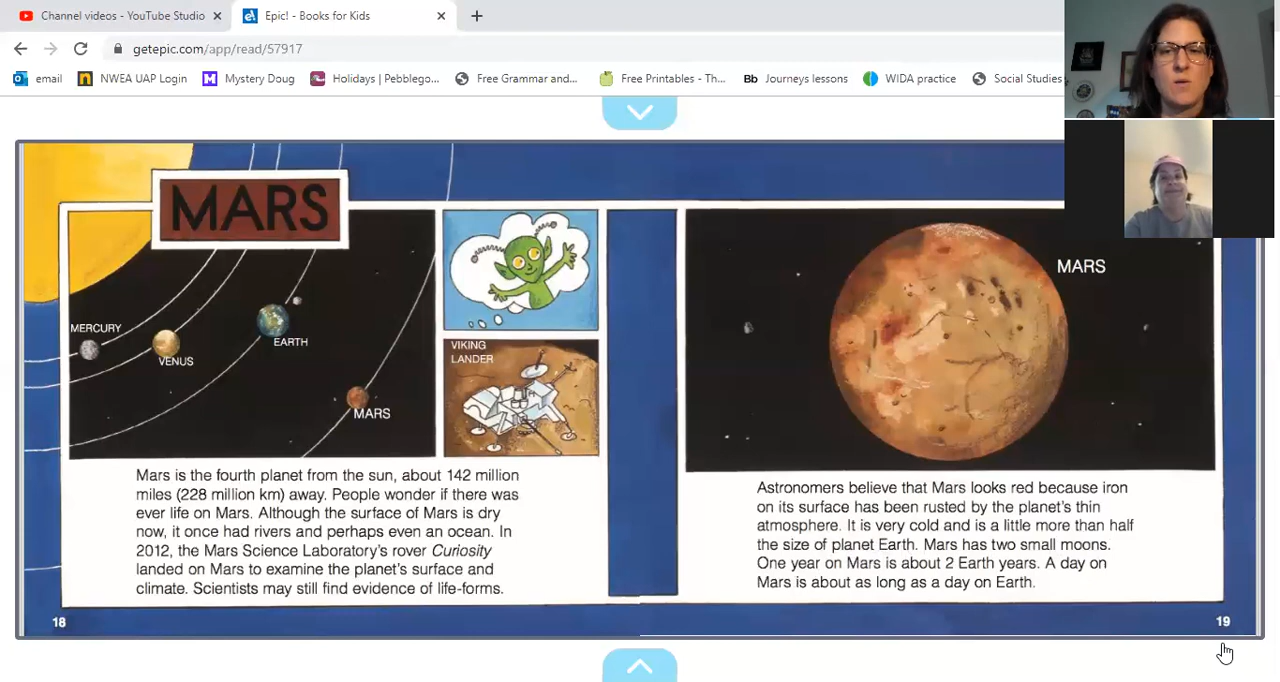 Channel videos - YouTube Studio
Epic! - Books for Kids
getepic.com/app/read/57917
email
NWEA UAP Login
Mystery Doug
Holidays | Pebblego...
Free Grammar and...
Free Printables - Th...
Bb Journeys lessons
WIDA practice
Social Studies
MARS
MERCURY
VENUS
EARTH
MARS
VIKING
LANDER
Mars is the fourth planet from the sun, about 142 million
miles (228 million km) away. People wonder if there was
ever life on Mars. Although the surface of Mars is dry
now, it once had rivers and perhaps even an ocean. In
2012, the Mars Science Laboratory's rover Curiosity
landed on Mars to examine the planet's surface and
climate. Scientists may still find evidence of life-forms.
18
MARS
Astronomers believe that Mars looks red because iron
on its surface has been rusted by the planet's thin
atmosphere. It is very cold and is a little more than half
the size of planet Earth. Mars has two small moons.
One year on Mars is about 2 Earth years. A day on
Mars is about as long as a day on Earth.
19